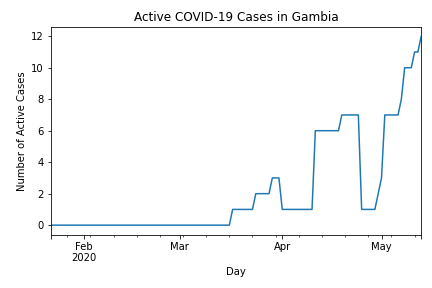 Active COVID-19 Cases in Gambia
12
10
8
6
4
2
0
Number of Active Cases
Feb
2020
Mar
Apr
May
Day